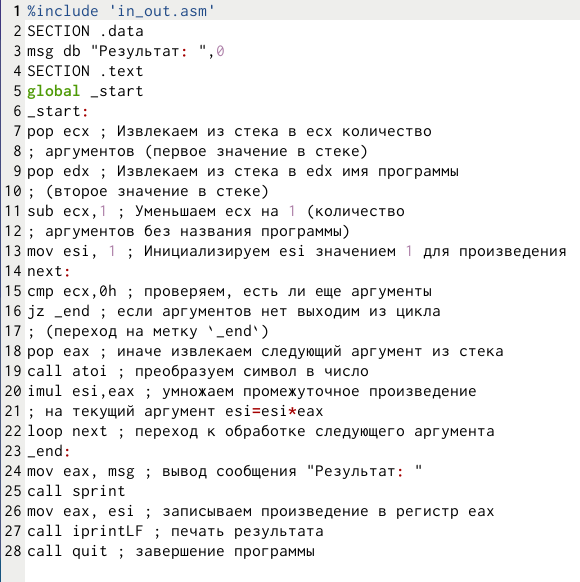 1 %include 'in_out.asm'
2 SECTION .data
3 msg db "Результат: ",0
4 SECTION .text
5 global _start
6 _start:
7 pop ecx ; Извлекаем из стека в ecx количество
8 ; аргументов (первое значение в стеке)
9 pop edx ; Извлекаем из стека в edx имя программы
10 ; (второе значение в стеке)
11 sub ecx,1 ; Уменьшаем ecx на 1 (количество
12 ; аргументов без названия программы)
13 mov esi, 1 ; Инициализируем esi значением 1 для произведения
14 next:
15 cmp ecx,0h ; проверяем, есть ли еще аргументы
16 jz _end ; если аргументов нет выходим из цикла
17 ; (переход на метку `_end`)
18 pop eax ; иначе извлекаем следующий аргумент из стека
19 call atoi ; преобразуем символ в число
20 imul esi,eax ; умножаем промежуточное произведение
21 ; на текущий аргумент esi=esi*eax
22 loop next ; переход к обработке следующего аргумента
23 _end:
24 mov eax, msg ; вывод сообщения "Результат: "
25 call sprint
26 mov eax, esi ; записываем произведение в регистр eax
27 call iprintLF ; печать результата
28 call quit ; завершение программы